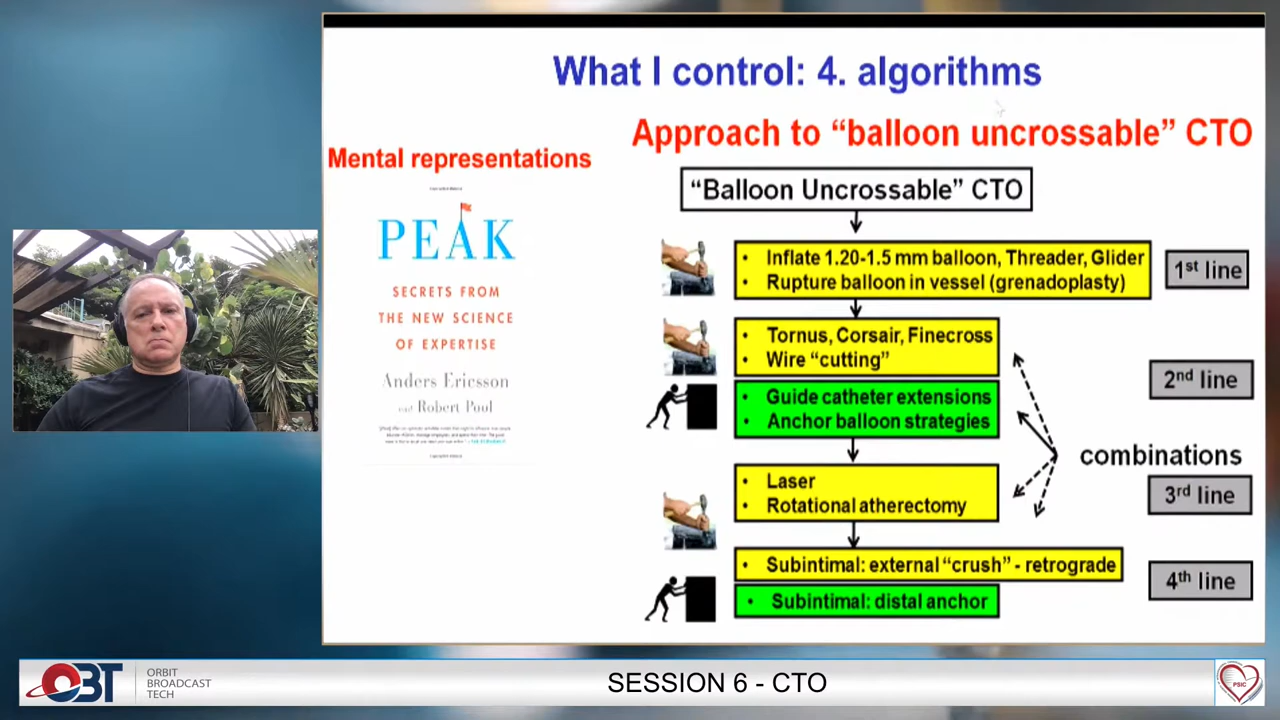 What I control: 4. algorithms
Mental representations
PEAK
SECRETS FROM
THE NEW SCIENCE
OF EXPERTISE
Anders Ericsson
and Robert Pool
Approach to “balloon uncrossable” CTO
“Balloon Uncrossable” CTO
• Inflate 1.20-1.5 mm balloon, Threader, Glider
• Rupture balloon in vessel (grenadoplasty)
1st line
• Tornus, Corsair, Finecross
• Wire “cutting”
• Guide catheter extensions
• Anchor balloon strategies
2nd line
combinations
• Laser
• Rotational atherectomy
3rd line
• Subintimal: external “crush” - retrograde
• Subintimal: distal anchor
4th line
OBT
ORBIT
BROADCAST
TECH
SESSION 6 - CTO
PSIC